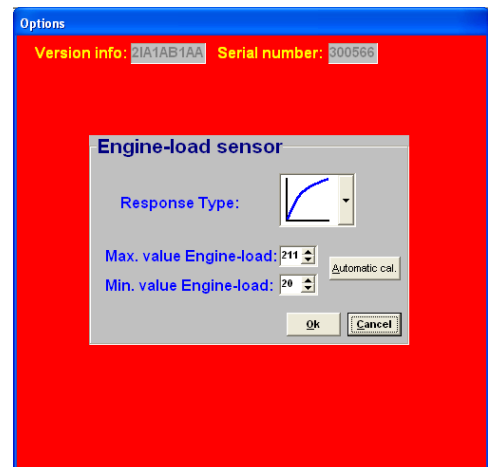 Options
Version info: 2IA1AB1AA Serial number: 300566
Engine-load sensor
Response Type:
Max. value Engine-load: 211
Automatic cal.
Min. value Engine-load: 20
Ok Cancel